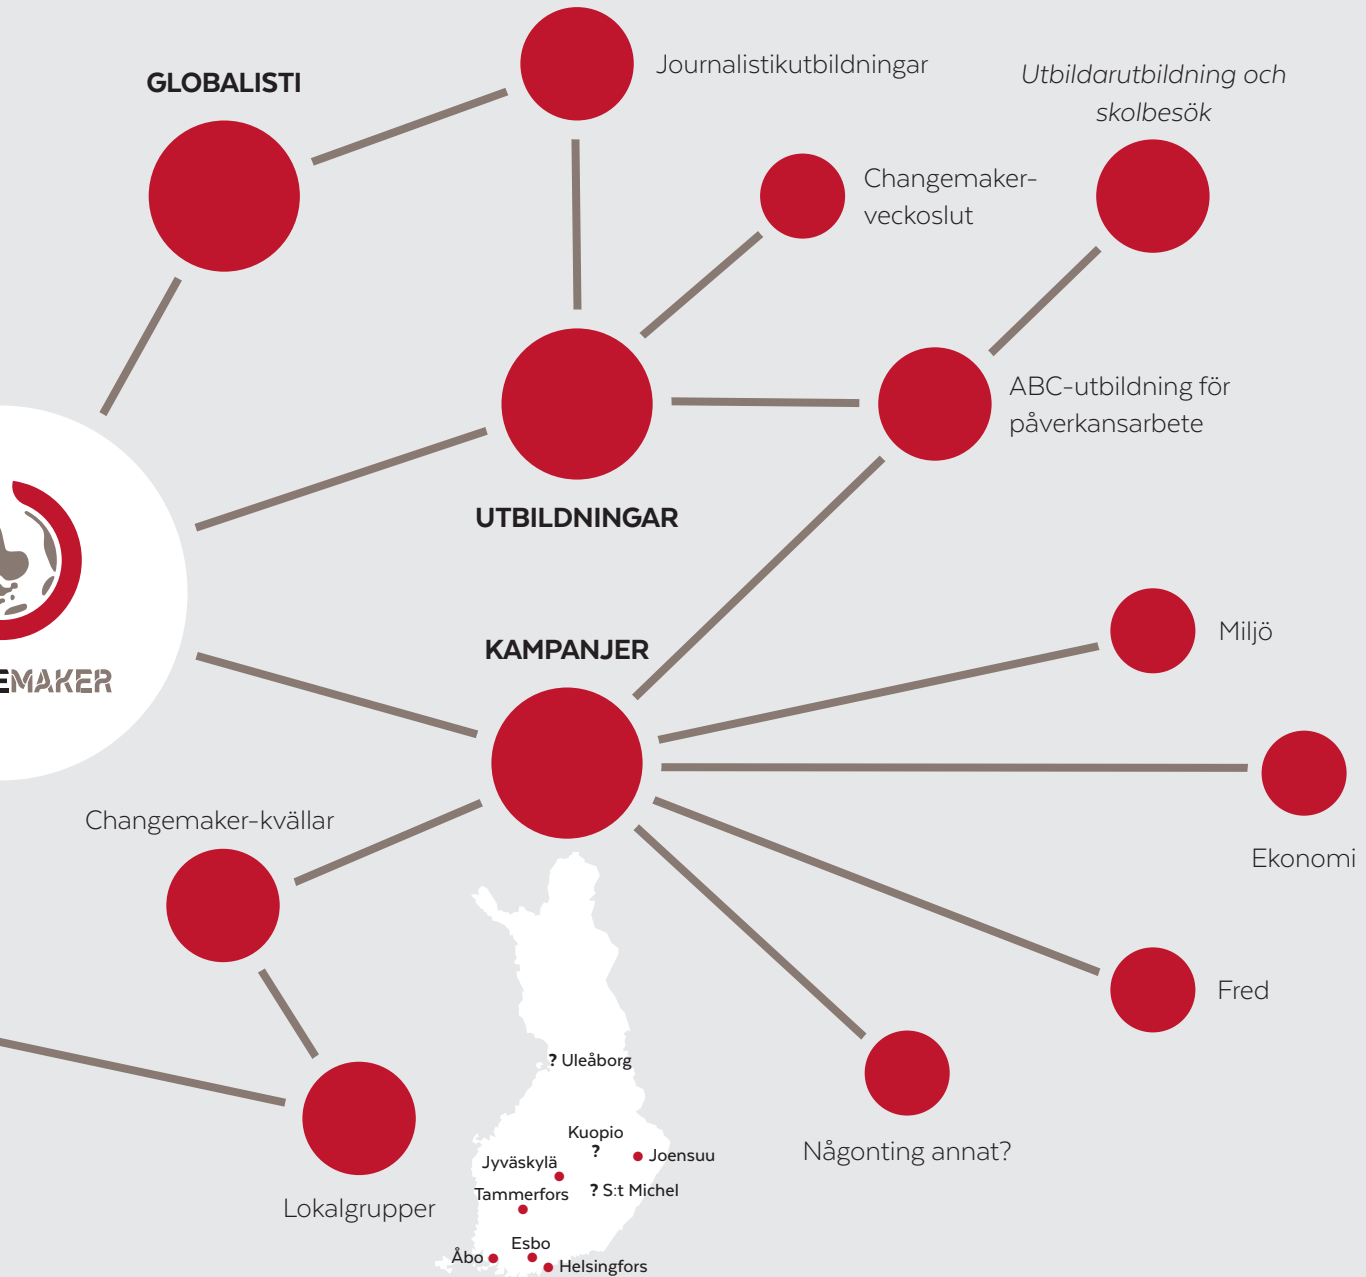 Journalistikutbildningar
Utbildarutbildning och
skolbesök
GLOBALISTI
Changemaker-
veckoslut
ABC-utbildning för
påverkansarbete
UTBILDNINGAR
KAMPANJER
Miljö
EMAKER
Changemaker-kvällar
Ekonomi
Fred
? Uleåborg
Kuopio
?
Joensuu
Någonting annat?
Jyväskylä
? S:t Michel
Tammerfors
Lokalgrupper
Esbo
Åbo
Helsingfors